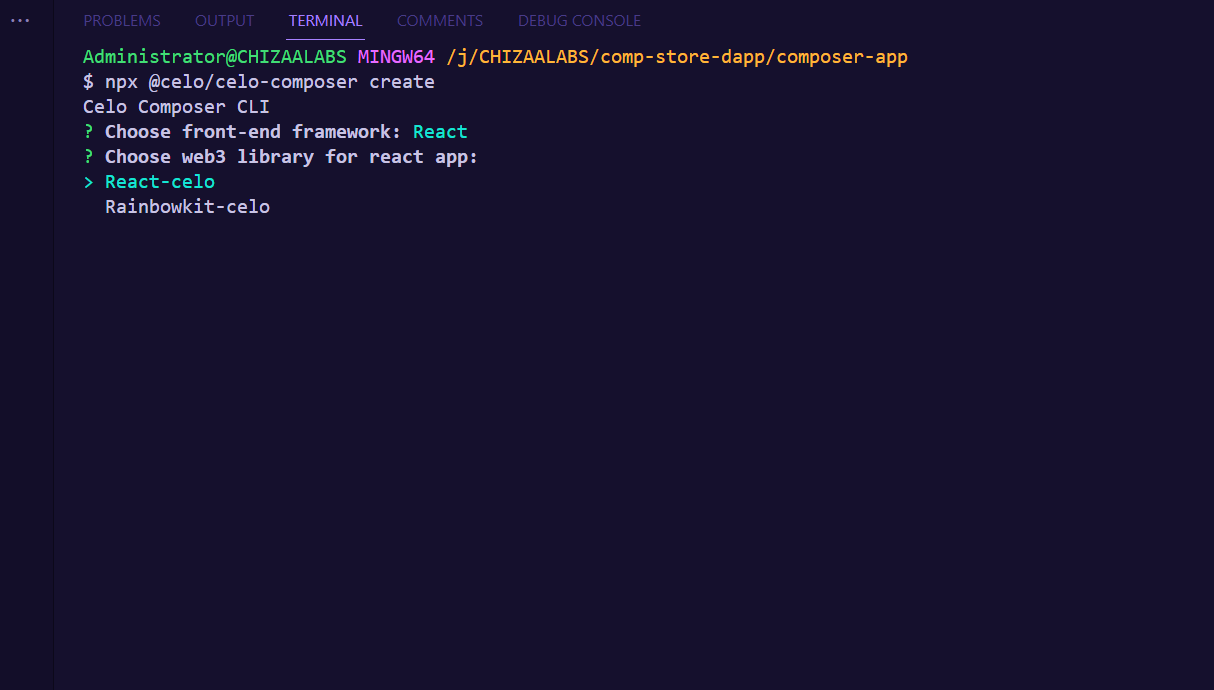 ... PROBLEMS OUTPUT TERMINAL COMMENTS DEBUG CONSOLE
Administrator@CHIZAALABS MINGW64 /j/CHIZAALABS/comp-store-dapp/composer-app
$ npx @celo/celo-composer create
Celo Composer CLI
? Choose front-end framework: React
? Choose web3 library for react app:
> React-celo
Rainbowkit-celo